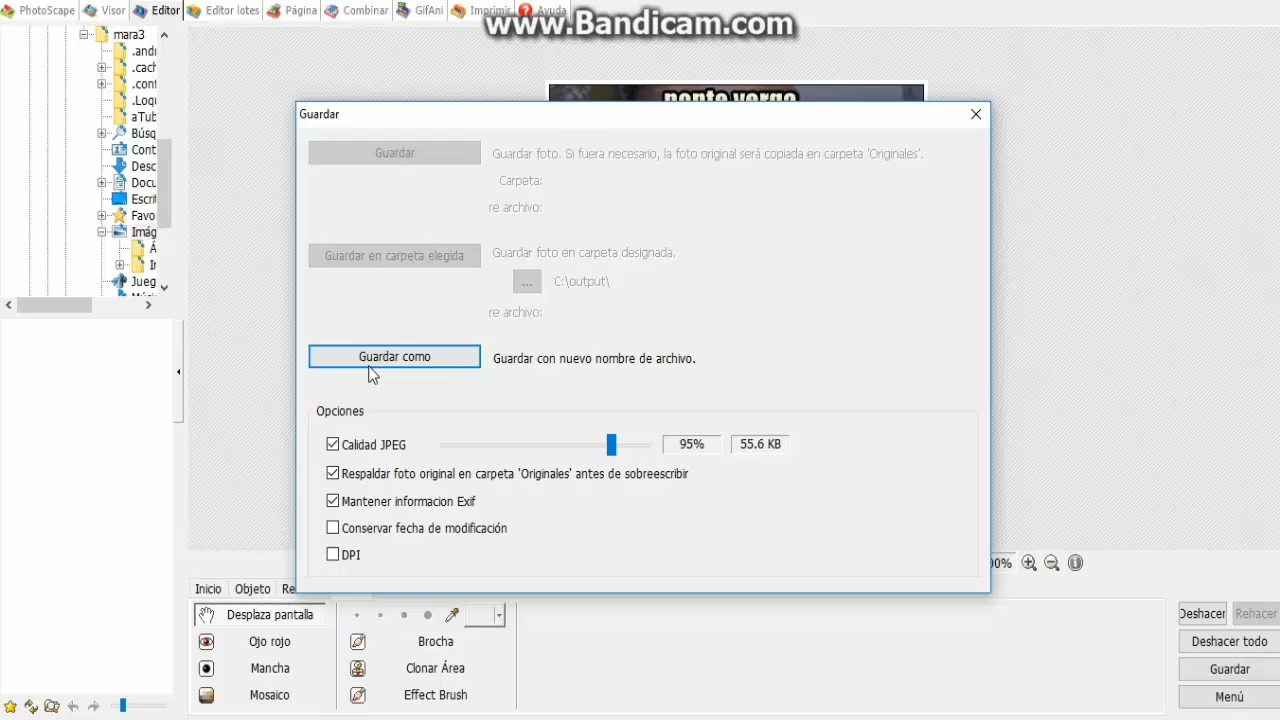 PhotoScape Visor Editor Editor lotes Página Combinar GifAni Imprimir Ayuda
www.Bandicam.com
mara3
.andr
.cach
.conf
.Loqu
aTub
Búsq
Cont
Desc
Docu
Escrit
Favo
Imág
Jueg
Guardar
Guardar Guardar foto. Si fuera necesario, la foto original será copiada en carpeta 'Originales'.
Carpeta:
re archivo:
Guardar en carpeta elegida Guardar foto en carpeta designada.
... C:\output\
re archivo:
Guardar como Guardar con nuevo nombre de archivo.
Opciones
Calidad JPEG 95% 55.6 KB
Respaldar foto original en carpeta 'Originales' antes de sobreescribir
Mantener informacion Exif
Conservar fecha de modificación
DPI
Inicio Objeto Re
Desplaza pantalla
Ojo rojo Brocha
Mancha Clonar Área
Mosaico Effect Brush
Deshacer Rehacer
Deshacer todo
Guardar
Menú